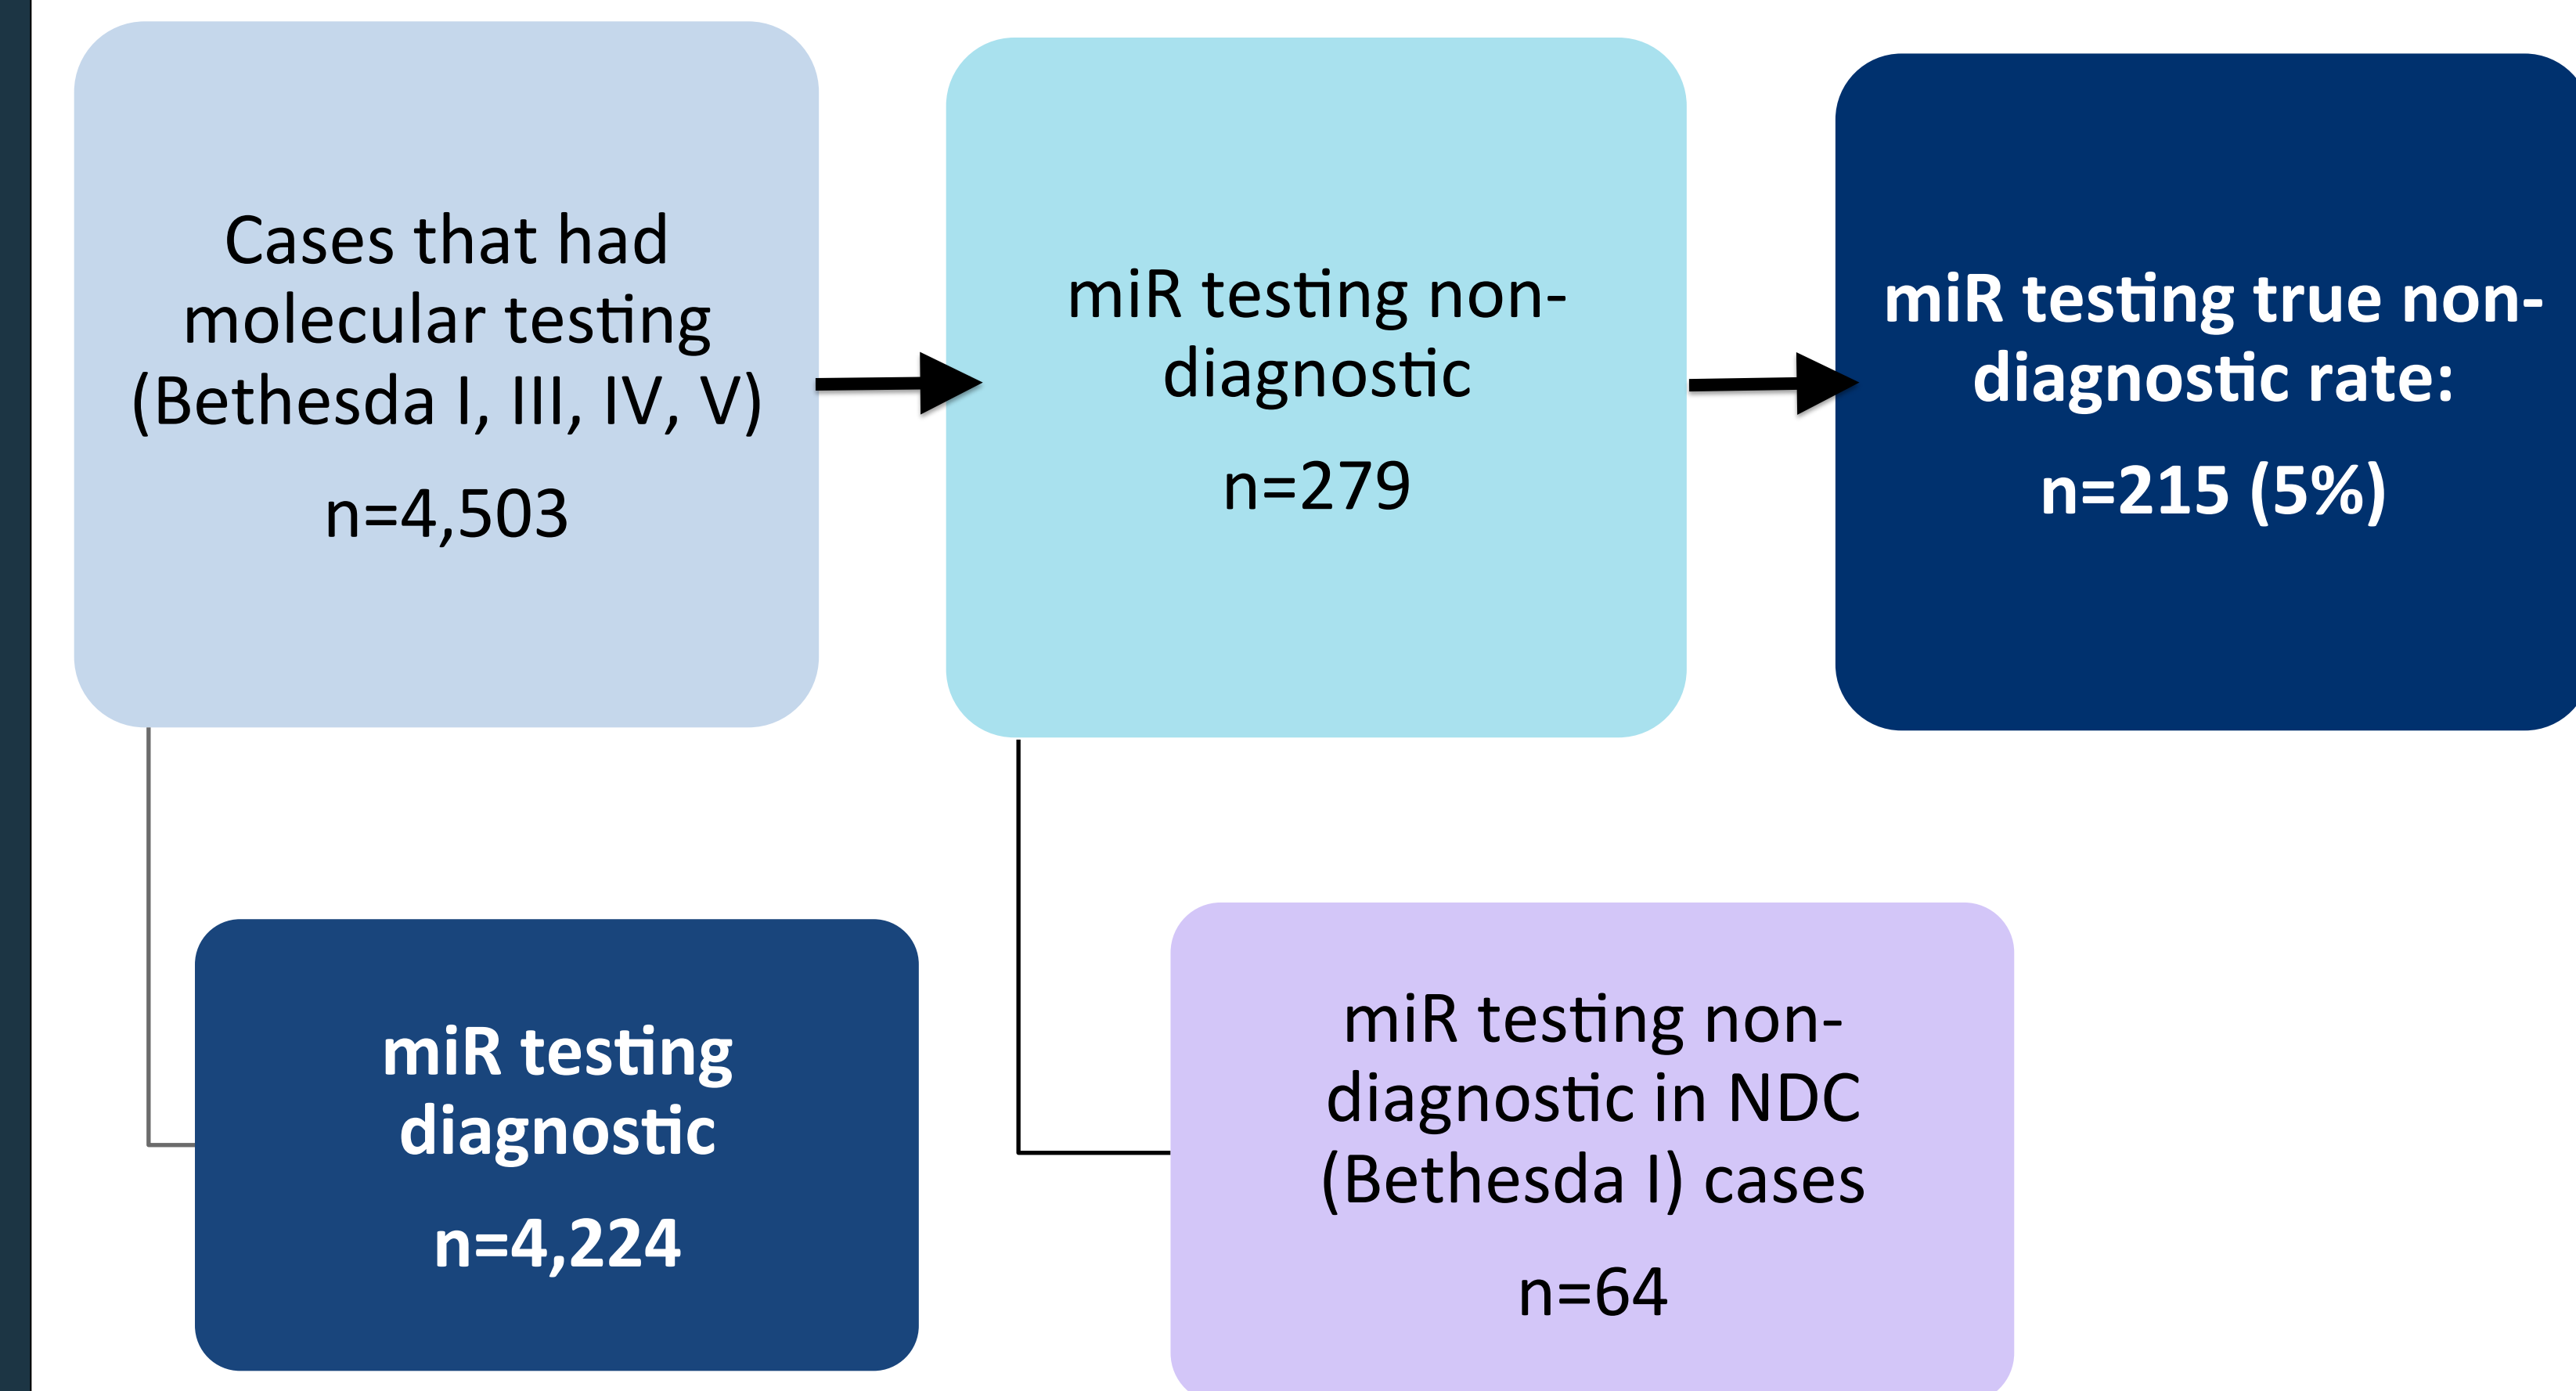 Cases that had
molecular testing
(Bethesda I, III, IV, V)
n=4,503
miR testing non-
diagnostic
n=279
miR testing true non-
diagnostic rate:
n=215 (5%)
miR testing
diagnostic
n=4,224
miR testing non-
diagnostic in NDC
(Bethesda I) cases
n=64